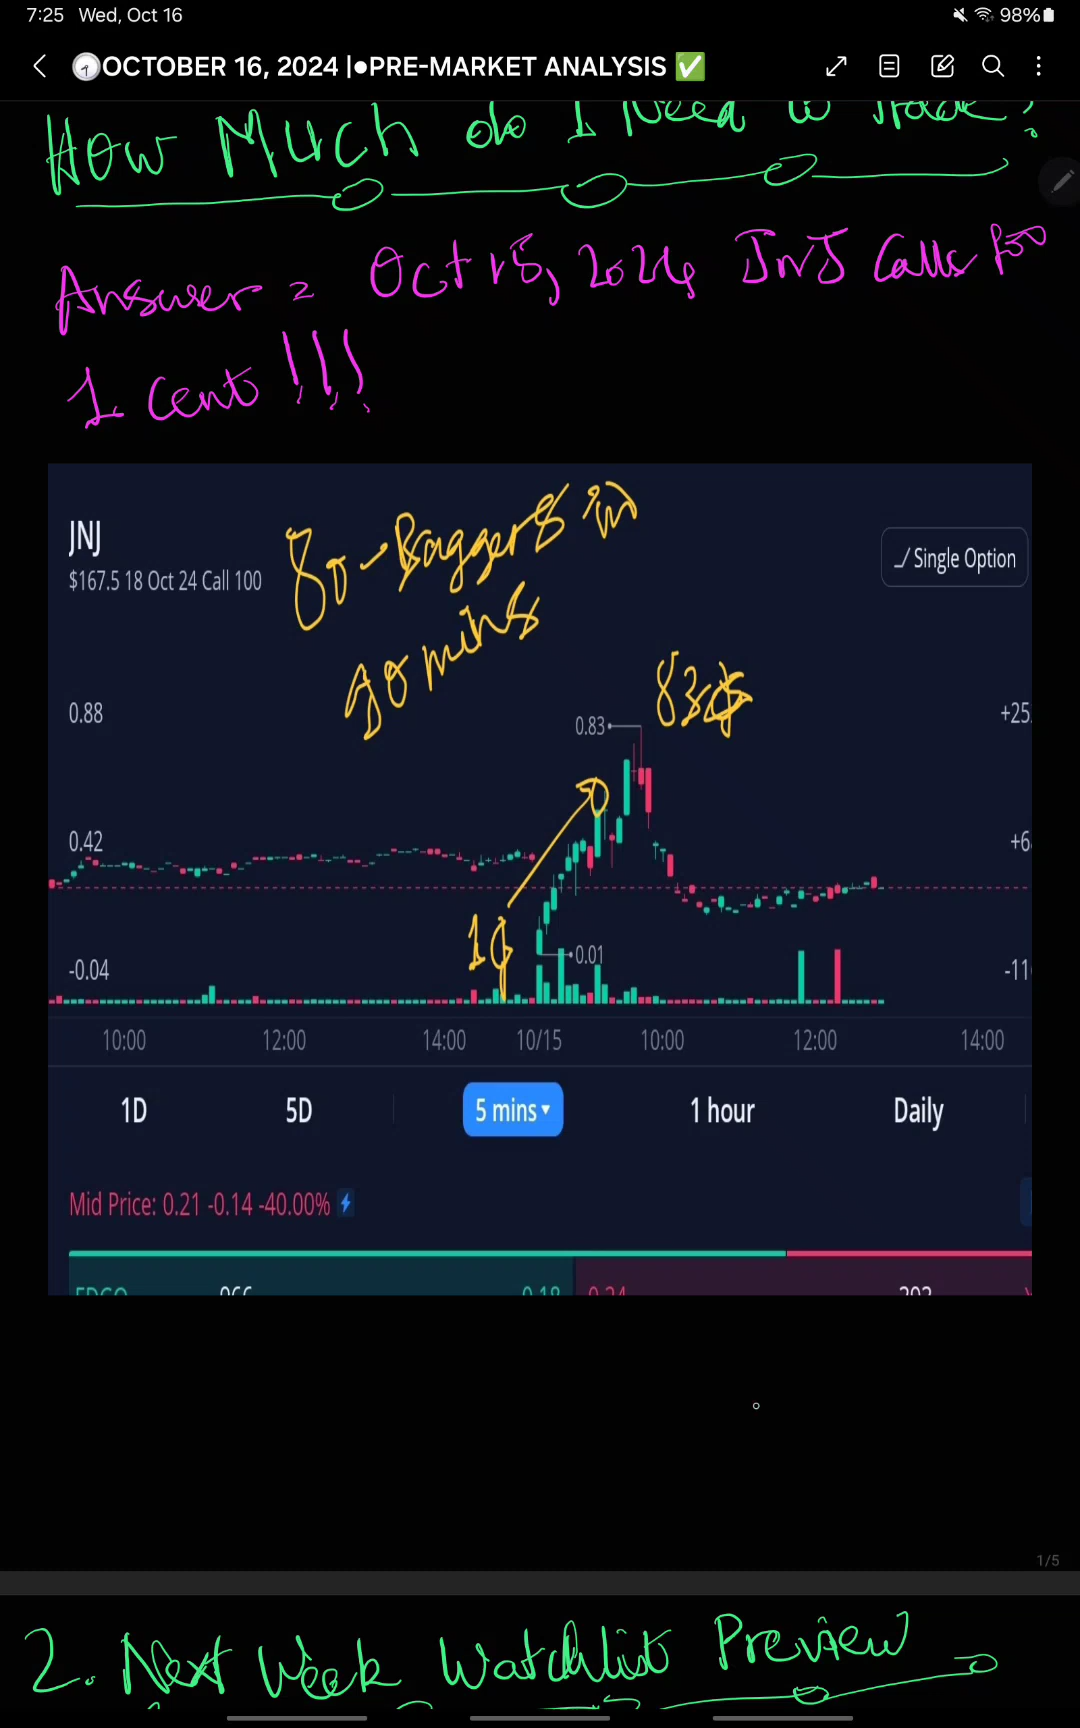 7:25 Wed, Oct 16 98%
OCTOBER 16, 2024 |●PRE-MARKET ANALYSIS ✅
How Much do I Need to Trade?
Answer = Oct 18, 2024, JNJ Calls for
1 Cent !!!
JNJ
$167.5 18 Oct 24 Call 100
Single Option
80-Baggers in
90 mins
83¢
0.88 +25
0.83
0.42 +6
1¢
0.01
-0.04 -11
10:00 12:00 14:00 10/15 10:00 12:00 14:00
1D 5D 5 mins▾ 1 hour Daily
Mid Price: 0.21 -0.14 -40.00%
1/5
2. Next Week Watchlist Preview